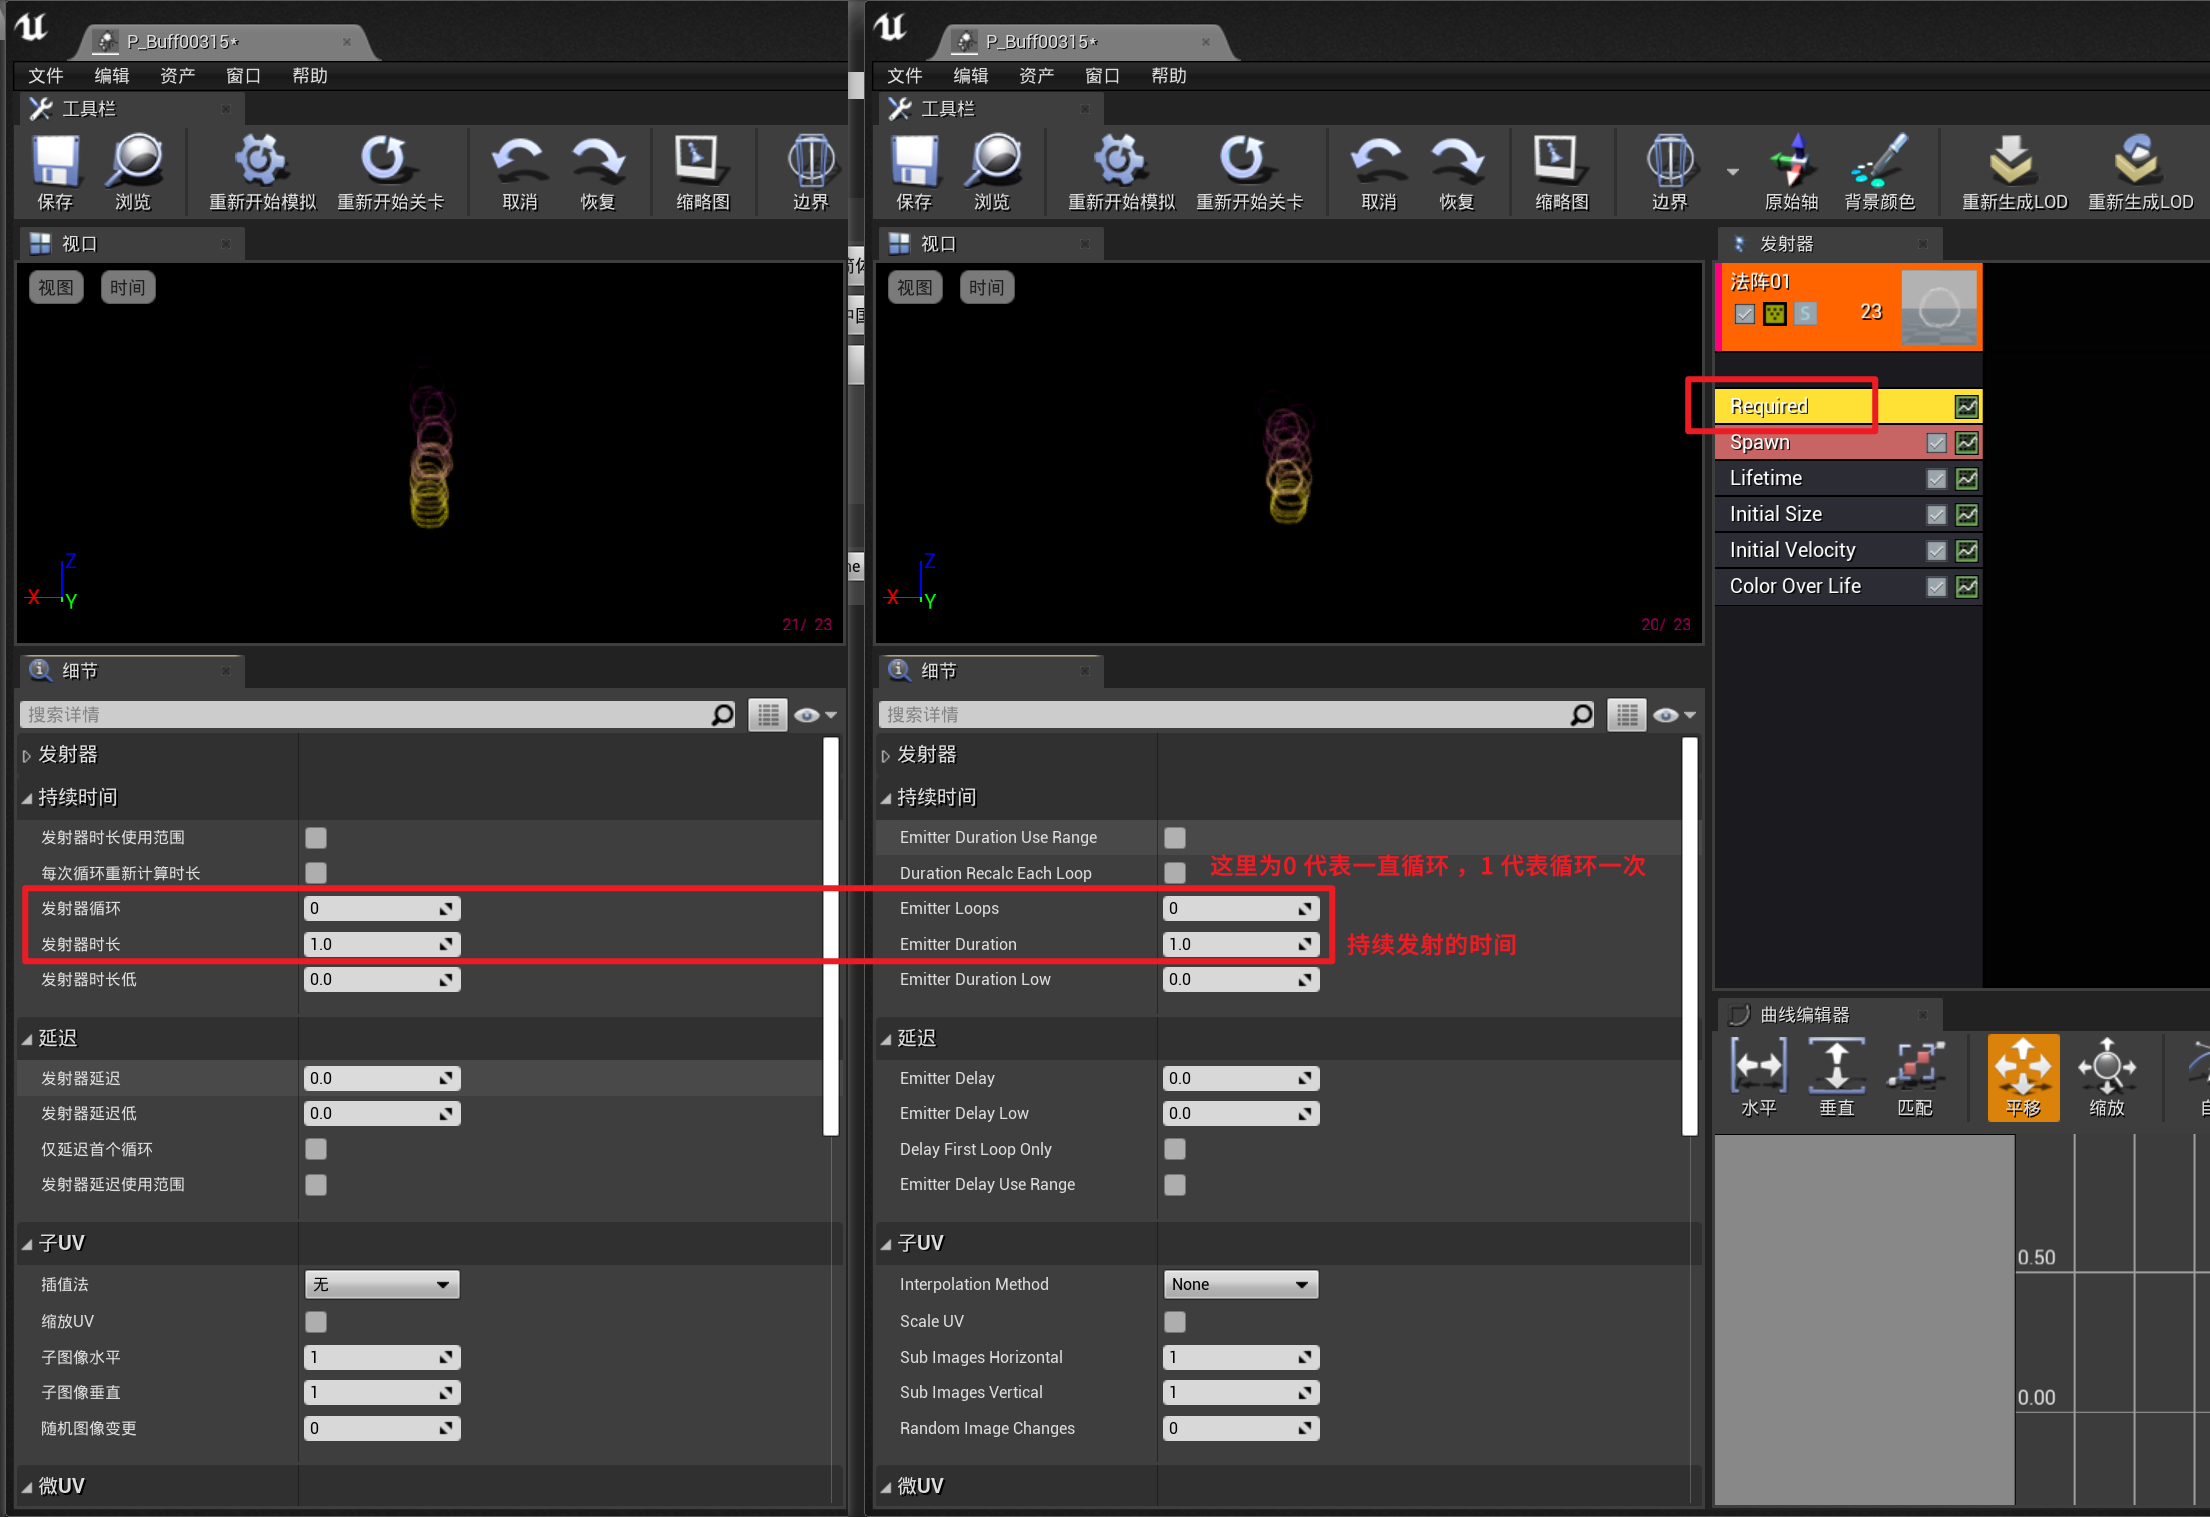 P_Buff00315*
文件 编辑 资产 窗口 帮助
工具栏
保存 浏览 重新开始模拟 重新开始关卡 取消 恢复 缩略图 边界
视口
视图 时间
Z
X
Y
21/ 23
细节
搜索详情
发射器
持续时间
发射器时长使用范围
每次循环重新计算时长
发射器循环 0
发射器时长 1.0
发射器时长低 0.0
延迟
发射器延迟 0.0
发射器延迟低 0.0
仅延迟首个循环
发射器延迟使用范围
子UV
插值法 无
缩放UV
子图像水平 1
子图像垂直 1
随机图像变更 0
微UV
P_Buff00315*
文件 编辑 资产 窗口 帮助
工具栏
保存 浏览 重新开始模拟 重新开始关卡 取消 恢复 缩略图 边界 原始轴 背景颜色 重新生成LOD 重新生成LOD
视口
视图 时间
Z
X
Y
20/ 23
细节
搜索详情
发射器
持续时间
Emitter Duration Use Range
这里为0 代表一直循环 ，1 代表循环一次
Duration Recalc Each Loop
Emitter Loops 0
Emitter Duration 1.0
持续发射的时间
Emitter Duration Low 0.0
延迟
Emitter Delay 0.0
Emitter Delay Low 0.0
Delay First Loop Only
Emitter Delay Use Range
子UV
Interpolation Method None
Scale UV
Sub Images Horizontal 1
Sub Images Vertical 1
Random Image Changes 0
微UV
发射器
法阵01
S
23
Required
Spawn
Lifetime
Initial Size
Initial Velocity
Color Over Life
曲线编辑器
水平 垂直 匹配 平移 缩放
0.50
0.00